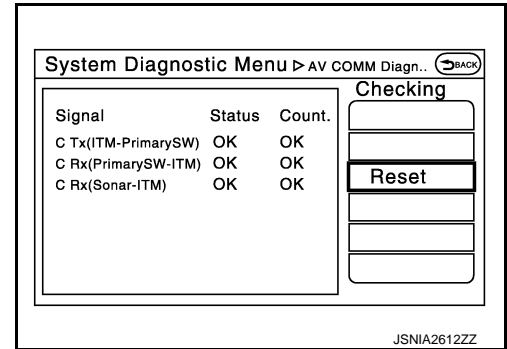 System Diagnostic Menu ▷ AV COMM Diagn.. BACK
Checking
Signal Status Count.
C Tx(ITM-PrimarySW) OK OK
C Rx(PrimarySW-ITM) OK OK
C Rx(Sonar-ITM) OK OK
Reset
JSNIA2612ZZ